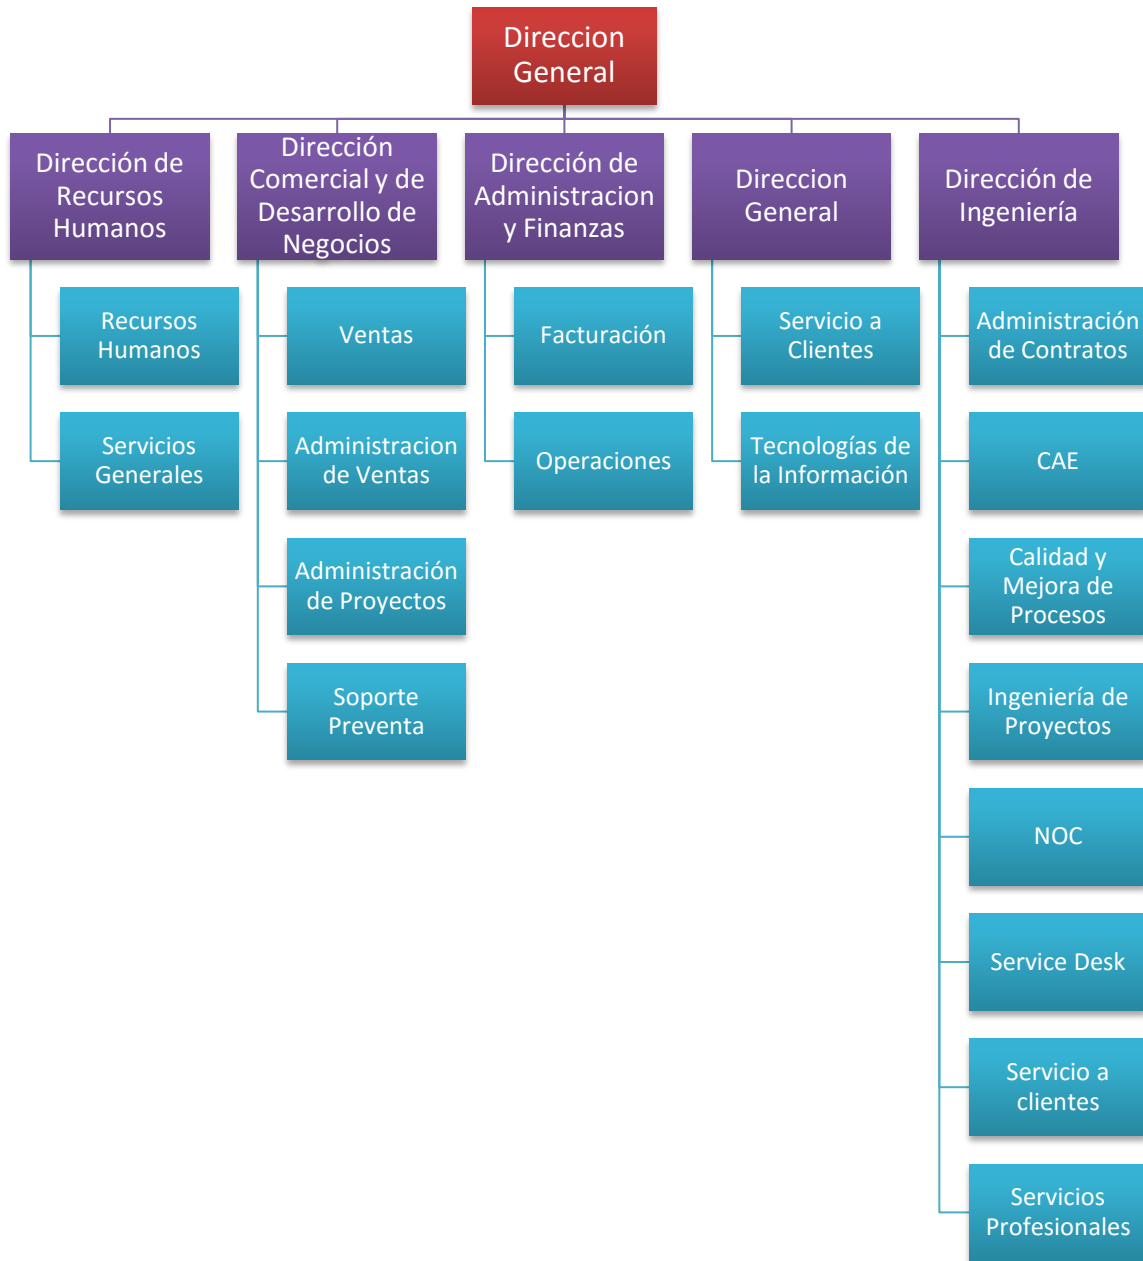 Direccion
General
Dirección de
Recursos
Humanos
Dirección
Comercial y de
Desarrollo de
Negocios
Dirección de
Administracion
y Finanzas
Direccion
General
Dirección de
Ingeniería
Recursos
Humanos
Servicios
Generales
Ventas
Administracion
de Ventas
Administración
de Proyectos
Soporte
Preventa
Facturación
Operaciones
Servicio a
Clientes
Tecnologías de
la Información
Administración
de Contratos
CAE
Calidad y
Mejora de
Procesos
Ingeniería de
Proyectos
NOC
Service Desk
Servicio a
clientes
Servicios
Profesionales